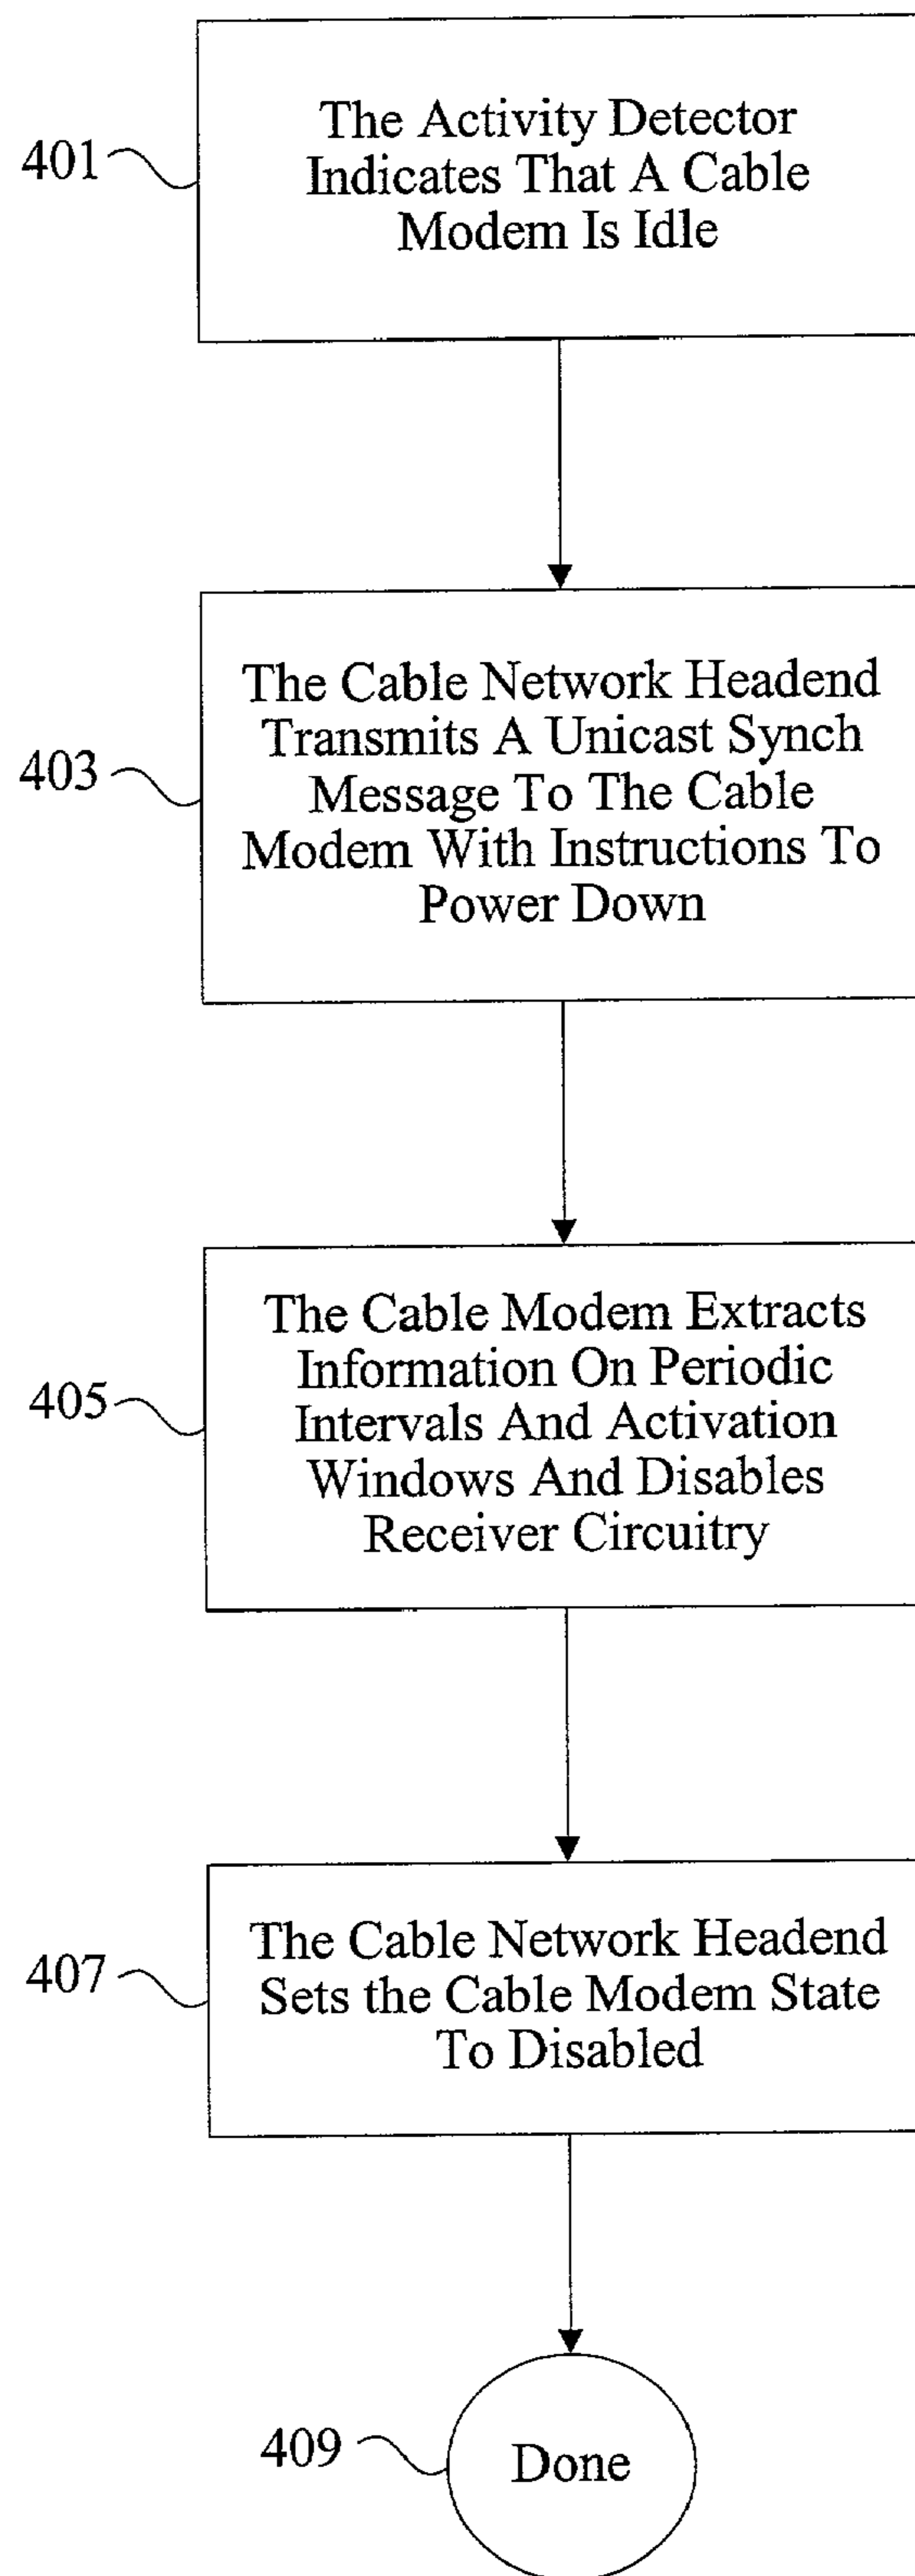 401
The Activity Detector
Indicates That A Cable
Modem Is Idle
403
The Cable Network Headend
Transmits A Unicast Synch
Message To The Cable
Modem With Instructions To
Power Down
405
The Cable Modem Extracts
Information On Periodic
Intervals And Activation
Windows And Disables
Receiver Circuitry
407
The Cable Network Headend
Sets the Cable Modem State
To Disabled
409
Done